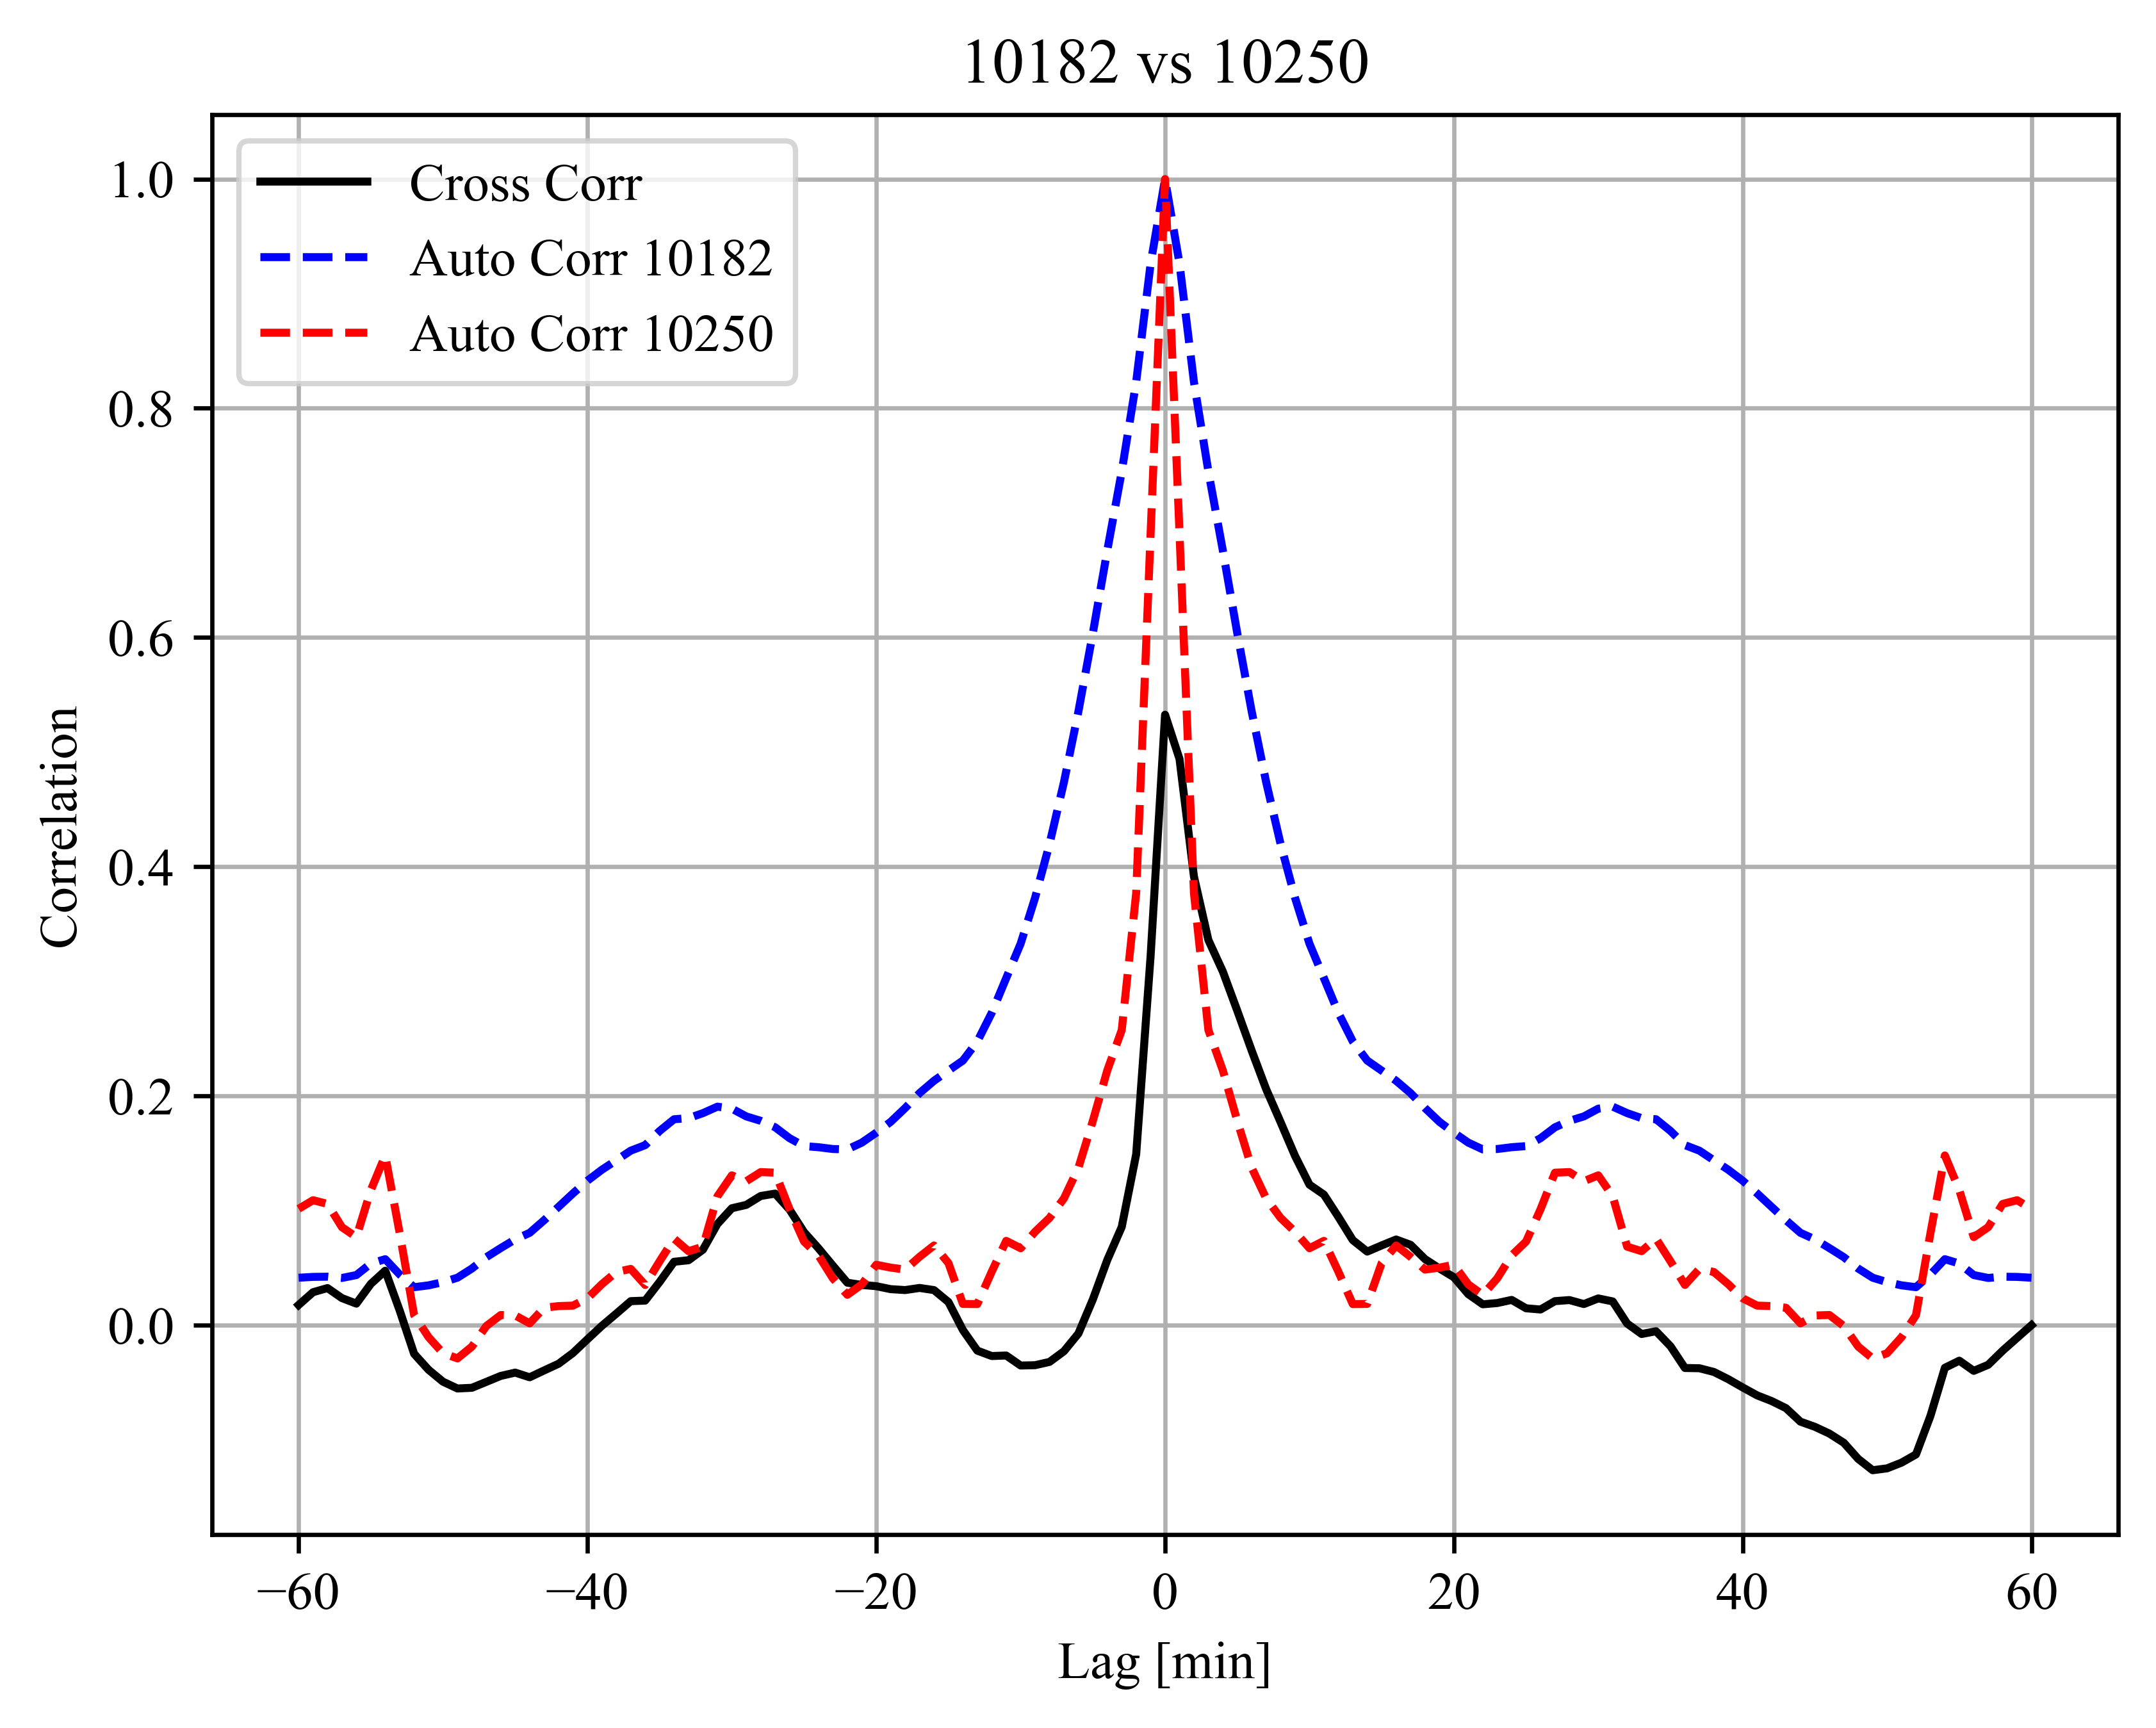 10182 vs 10250
Cross Corr
Auto Corr 10182
Auto Corr 10250
1.0
0.8
0.6
0.4
0.2
0.0
Correlation
−60 −40 −20 0 20 40 60
Lag [min]